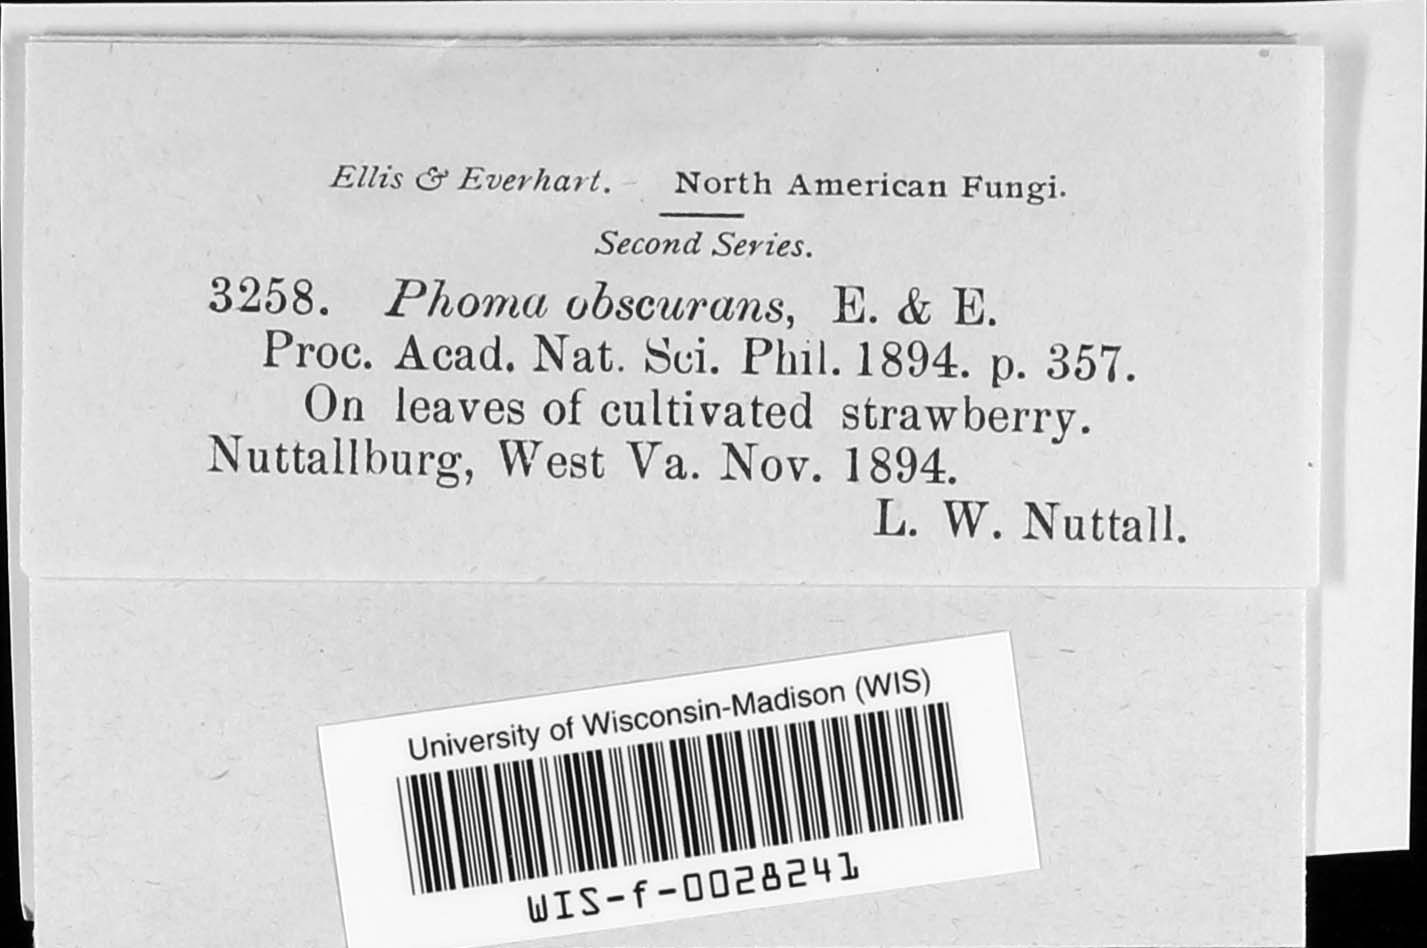 Ellis & Everhart. North American Fungi.
Second Series.
3258. Phoma obscurans, E. & E.
Proc. Acad. Nat. Sci. Phil. 1894. p. 357.
On leaves of cultivated strawberry.
Nuttallburg, West Va. Nov. 1894.
L. W. Nuttall.
University of Wisconsin-Madison (WIS)
WIS-f-0028241